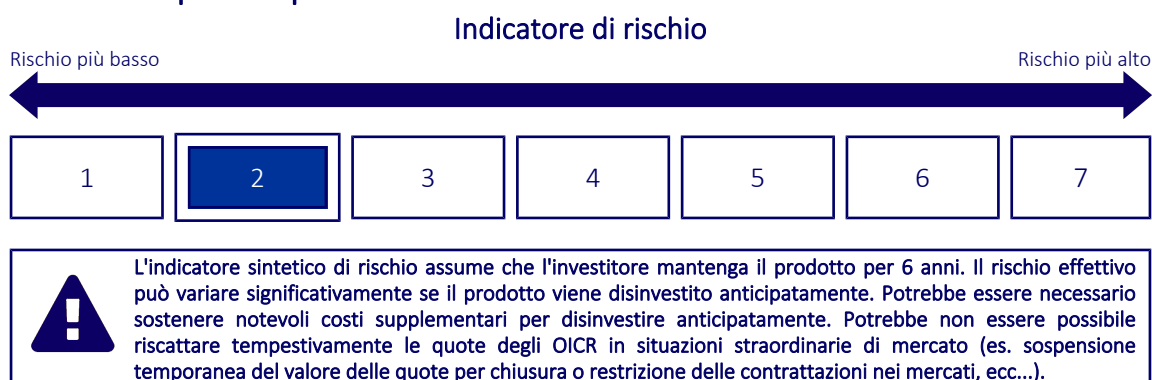 Indicatore di rischio
Rischio più basso
Rischio più alto
1
2
3
4
5
6
7
L'indicatore sintetico di rischio assume che l'investitore mantenga il prodotto per 6 anni. Il rischio effettivo
può variare significativamente se il prodotto viene disinvestito anticipatamente. Potrebbe essere necessario
sostenere notevoli costi supplementari per disinvestire anticipatamente. Potrebbe non essere possibile
riscattare tempestivamente le quote degli OICR in situazioni straordinarie di mercato (es. sospensione
temporanea del valore delle quote per chiusura o restrizione delle contrattazioni nei mercati, ecc...).